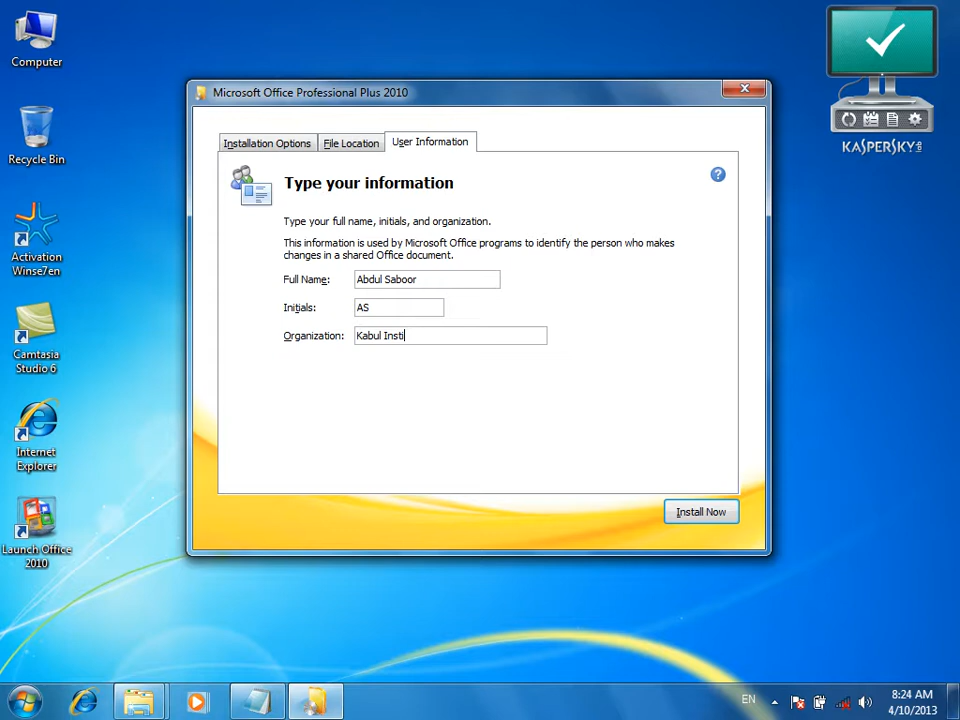 Computer
Recycle Bin
Activation
Winse7en
Camtasia
Studio 6
Internet
Explorer
Launch Office
2010
KASPERSKY
Microsoft Office Professional Plus 2010
Installation Options
File Location
User Information
Type your information
Type your full name, initials, and organization.
This information is used by Microsoft Office programs to identify the person who makes
changes in a shared Office document.
Full Name: Abdul Saboor
Initials: AS
Organization: Kabul Insti
Install Now
EN
8:24 AM
4/10/2013